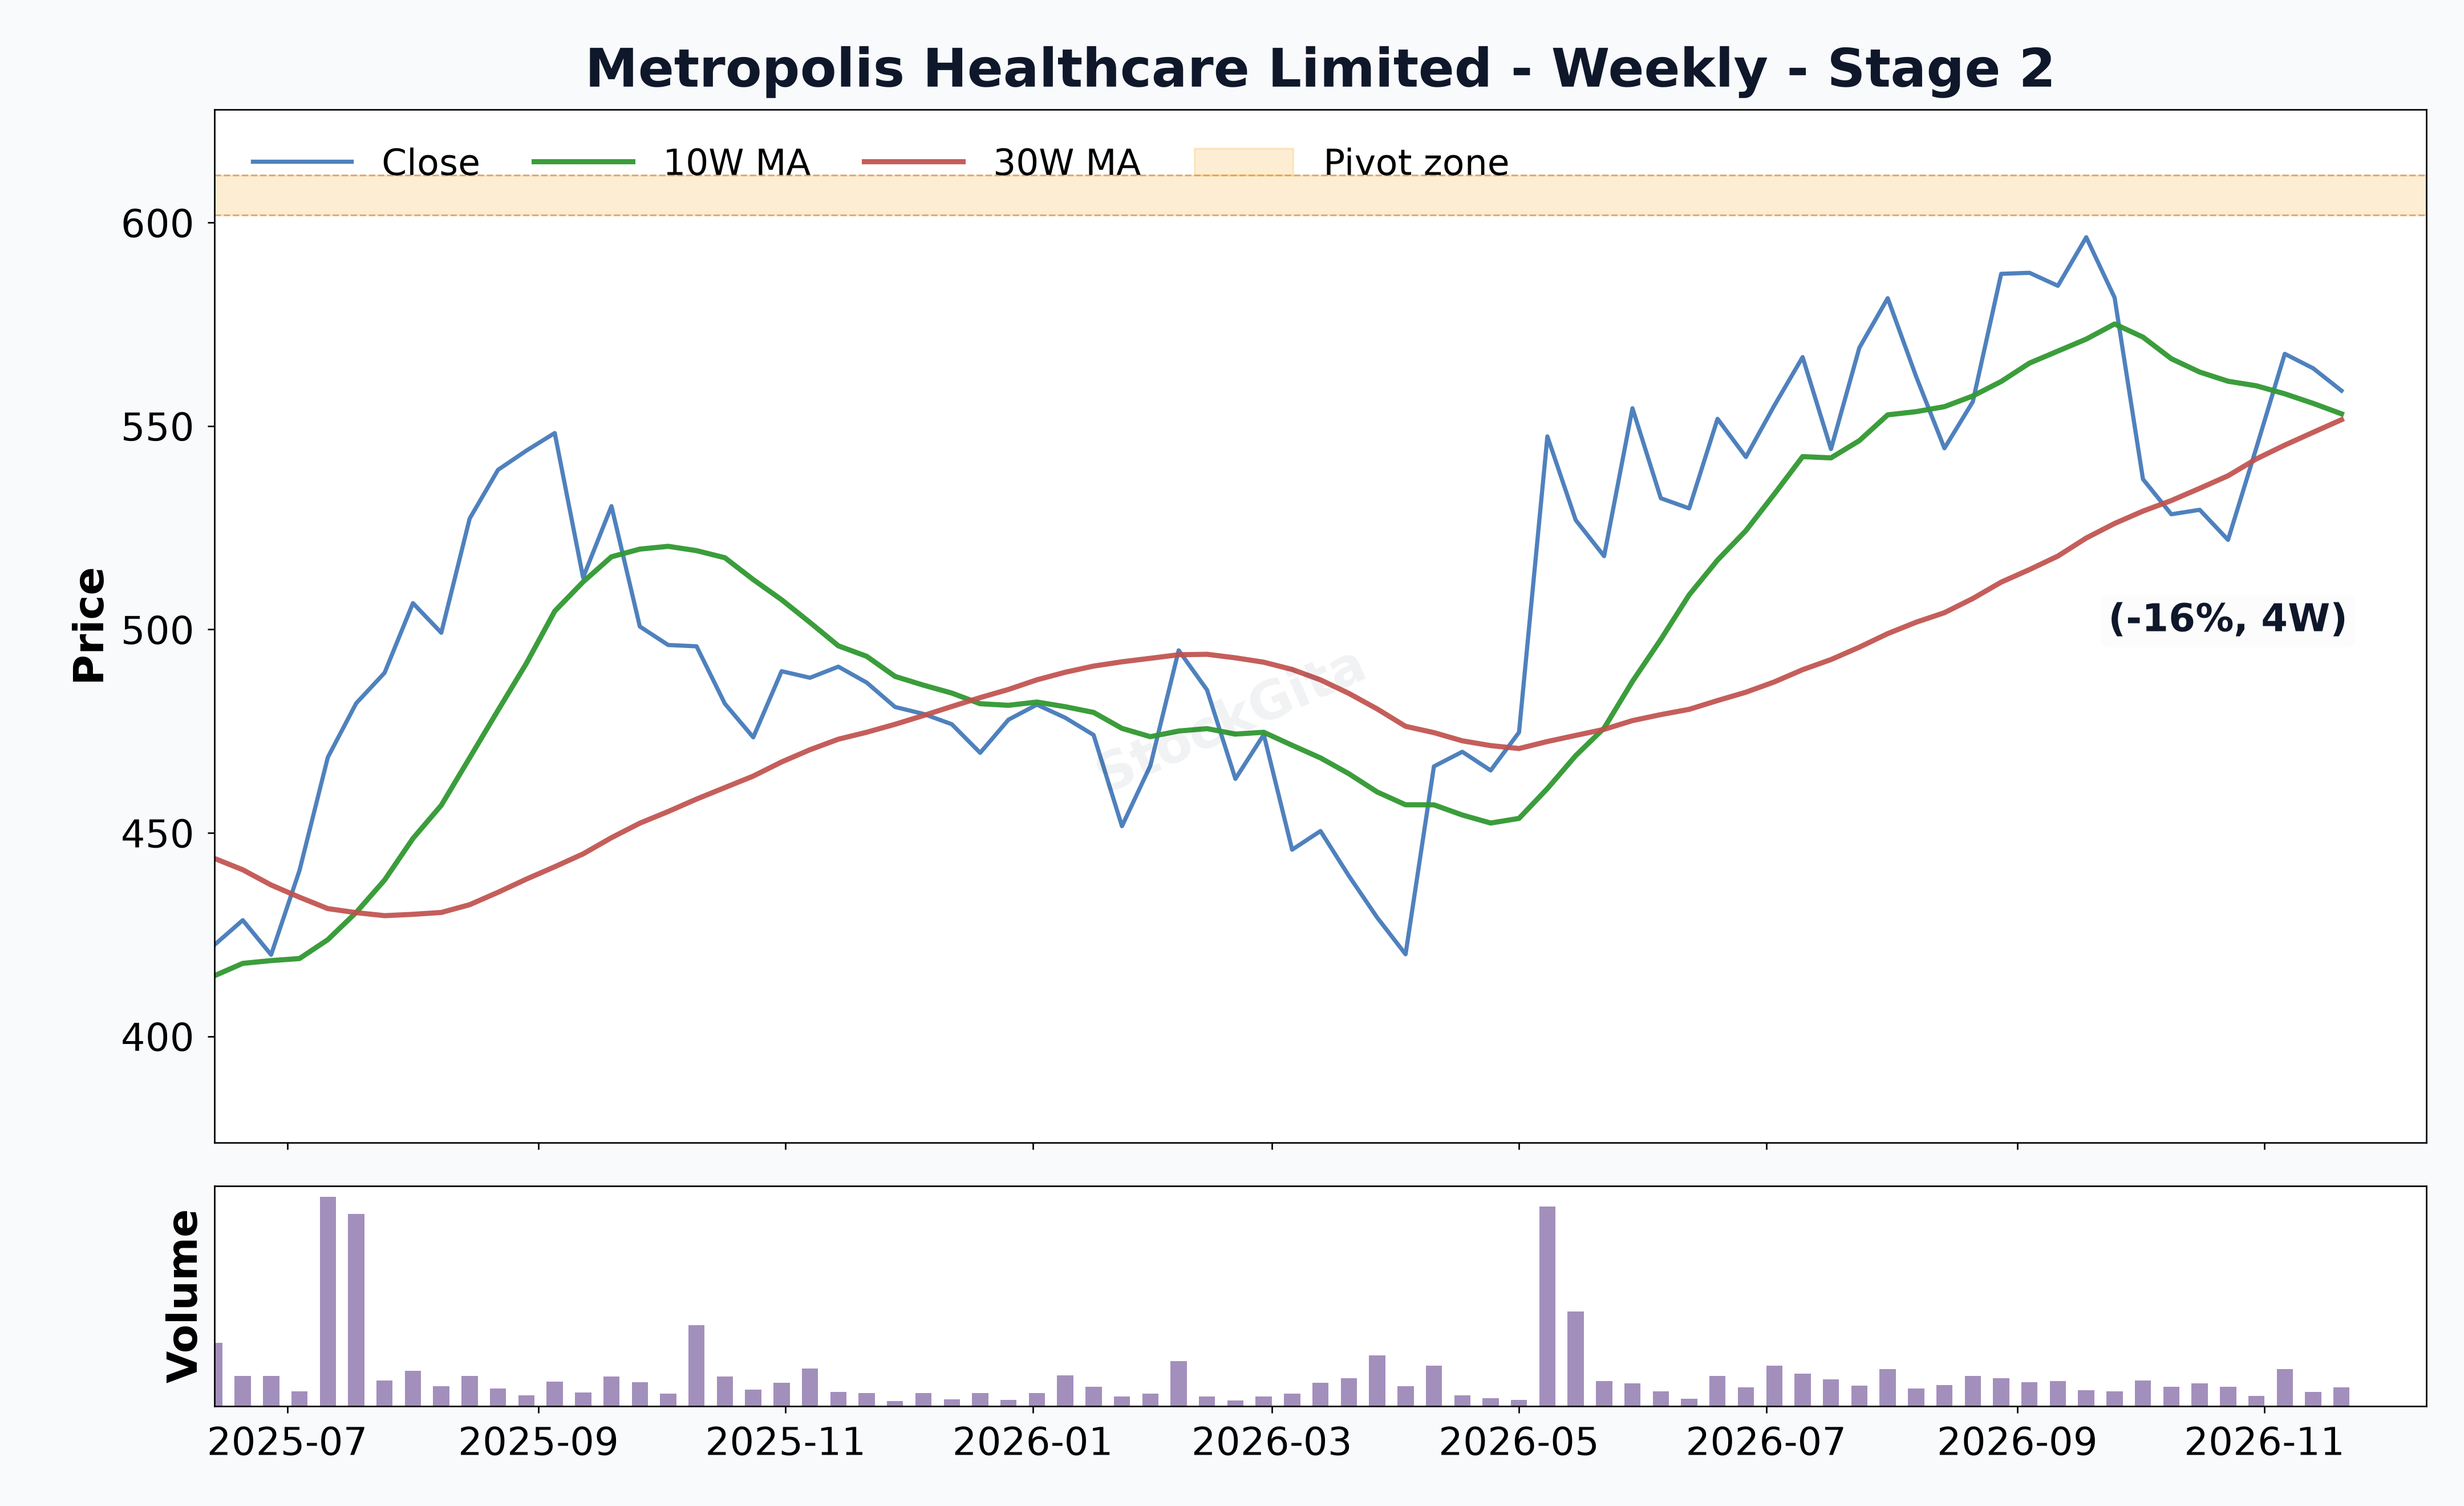 Metropolis Healthcare Limited - Weekly - Stage 2
Close 10W MA 30W MA Pivot zone
600
550
500
450
400
Price
(-16%, 4W)
StockGita
Volume
2025-07 2025-09 2025-11 2026-01 2026-03 2026-05 2026-07 2026-09 2026-11